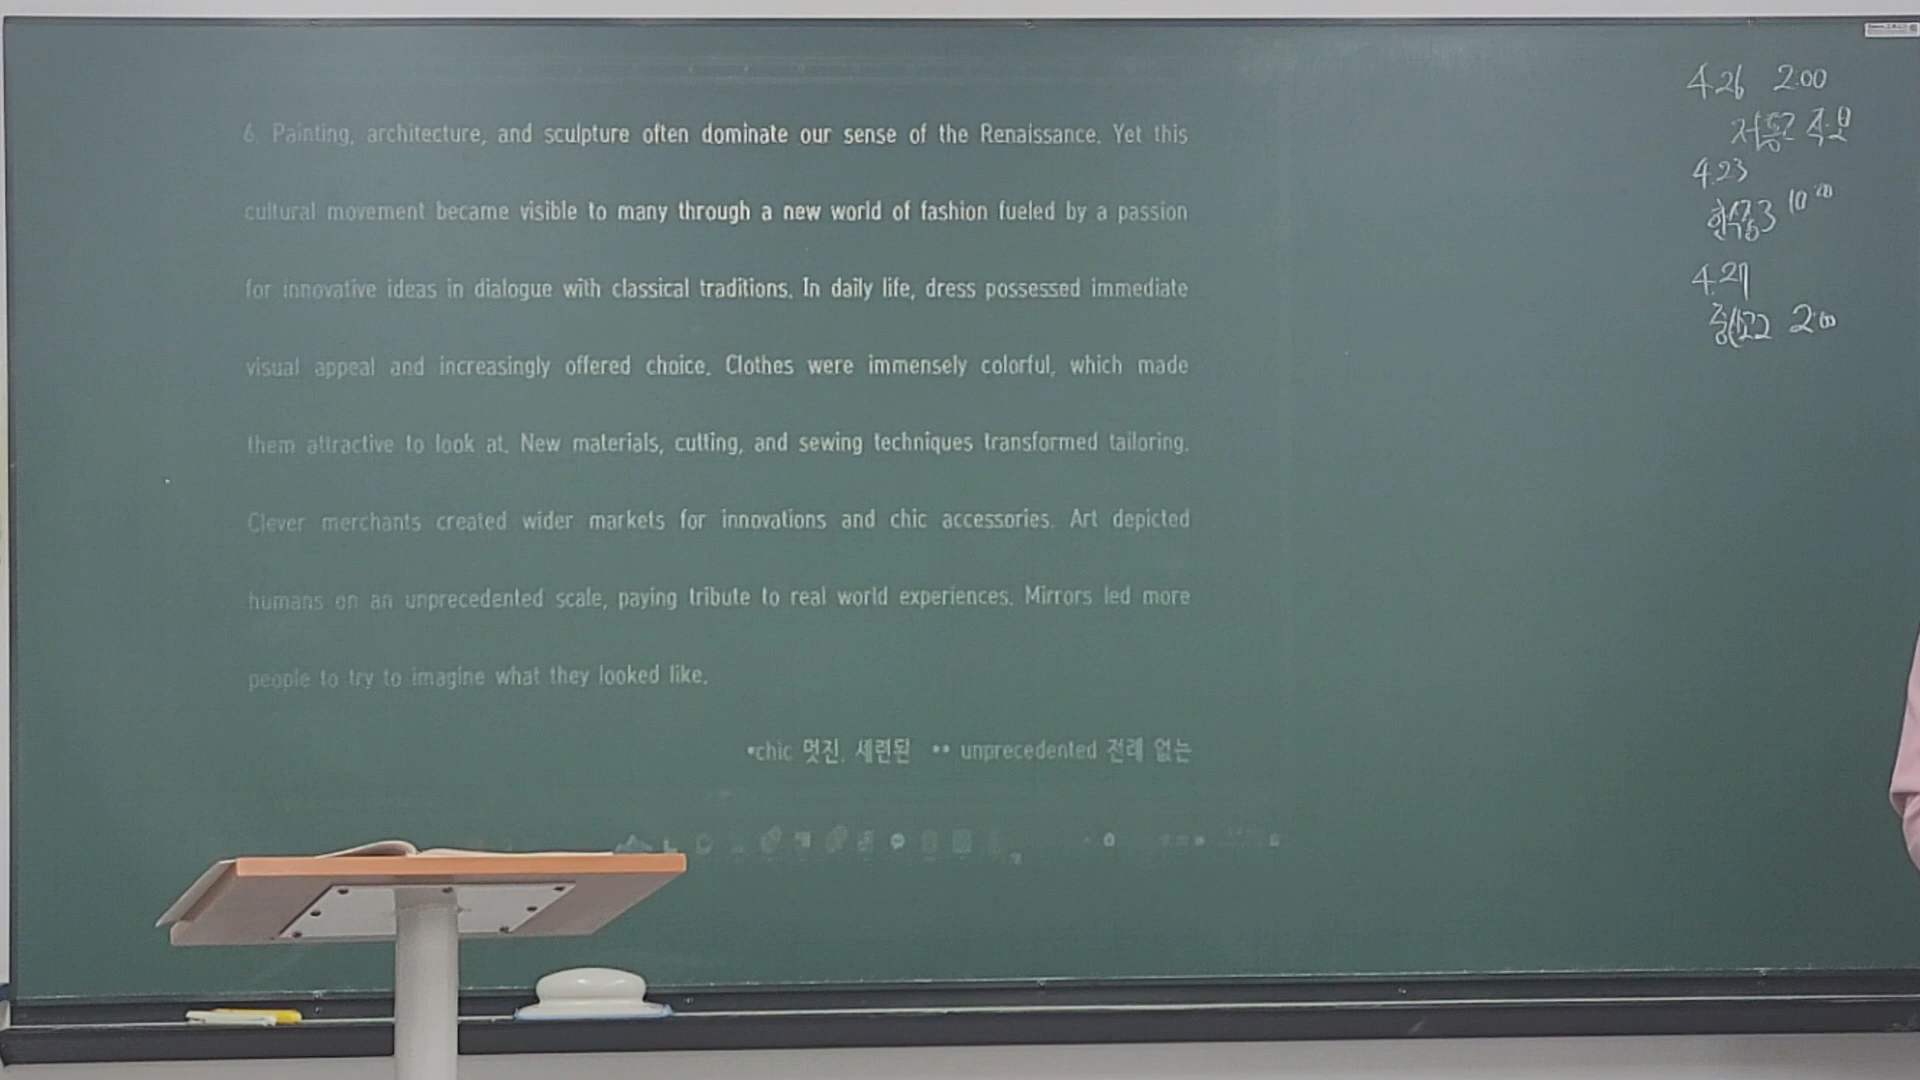 6. Painting, architecture, and sculpture often dominate our sense of the Renaissance. Yet this
cultural movement became visible to many through a new world of fashion fueled by a passion
for innovative ideas in dialogue with classical traditions. In daily life, dress possessed immediate
visual appeal and increasingly offered choice. Clothes were immensely colorful, which made
them attractive to look at. New materials, cutting, and sewing techniques transformed tailoring.
Clever merchants created wider markets for innovations and chic accessories. Art depicted
humans on an unprecedented scale, paying tribute to real world experiences. Mirrors led more
people to try to imagine what they looked like.
*chic 멋진, 세련된 ** unprecedented 전례 없는
4.26 2:00
4.23
10
4.27
2:00